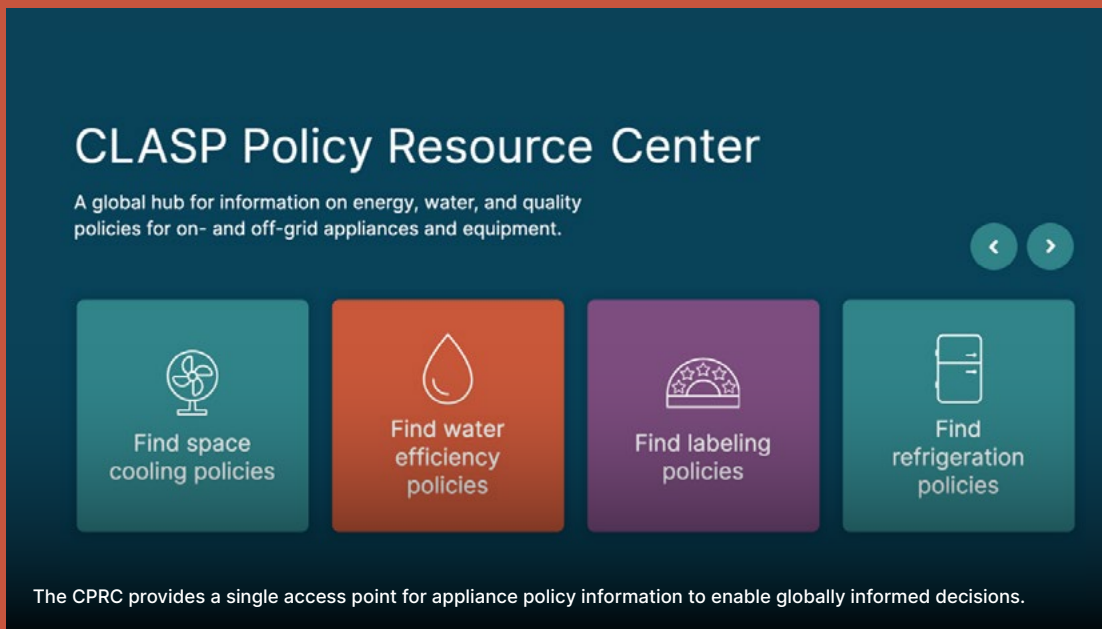 CLASP Policy Resource Center
A global hub for information on energy, water, and quality
policies for on- and off-grid appliances and equipment.
Find space
cooling policies
Find water
efficiency
policies
Find labeling
policies
Find
refrigeration
policies
The CPRC provides a single access point for appliance policy information to enable globally informed decisions.